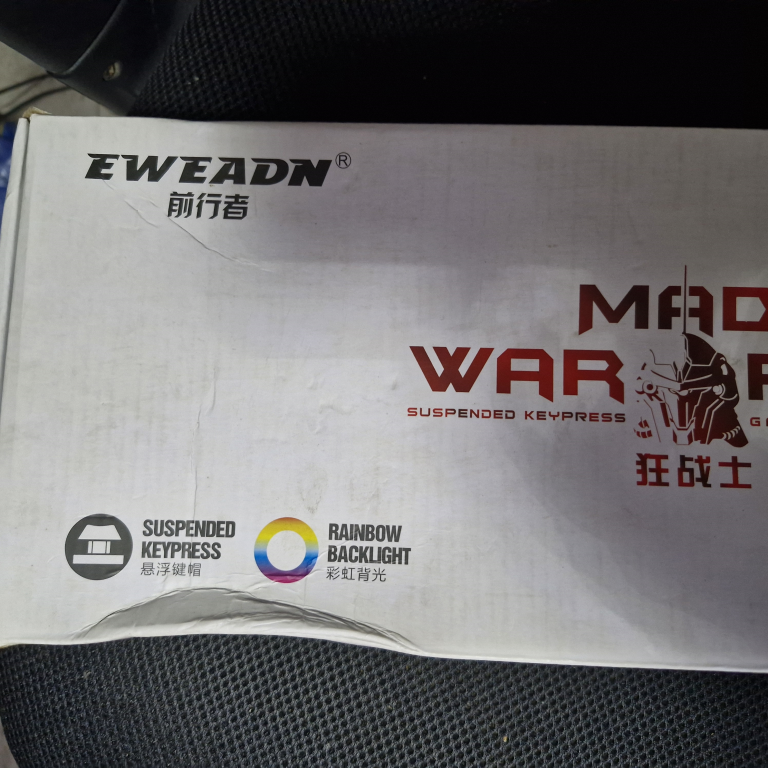 EWEADN®
前行者
MAD
WAR
SUSPENDED KEYPRESS
狂战士
SUSPENDED
KEYPRESS
悬浮键帽
RAINBOW
BACKLIGHT
彩虹背光